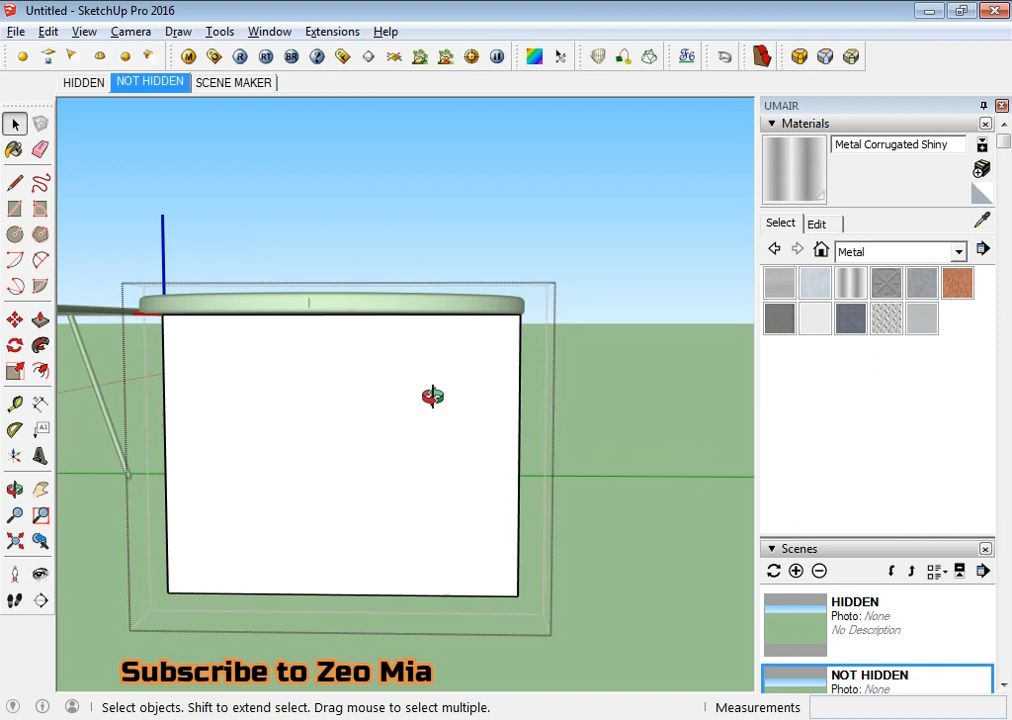 Untitled - SketchUp Pro 2016
File Edit View Camera Draw Tools Window Extensions Help
HIDDEN NOT HIDDEN SCENE MAKER
UMAIR
Materials
Metal Corrugated Shiny
Select Edit
Metal
Scenes
HIDDEN
Photo: None
No Description
NOT HIDDEN
Photo: None
Subscribe to Zeo Mia
Select objects. Shift to extend select. Drag mouse to select multiple.
Measurements